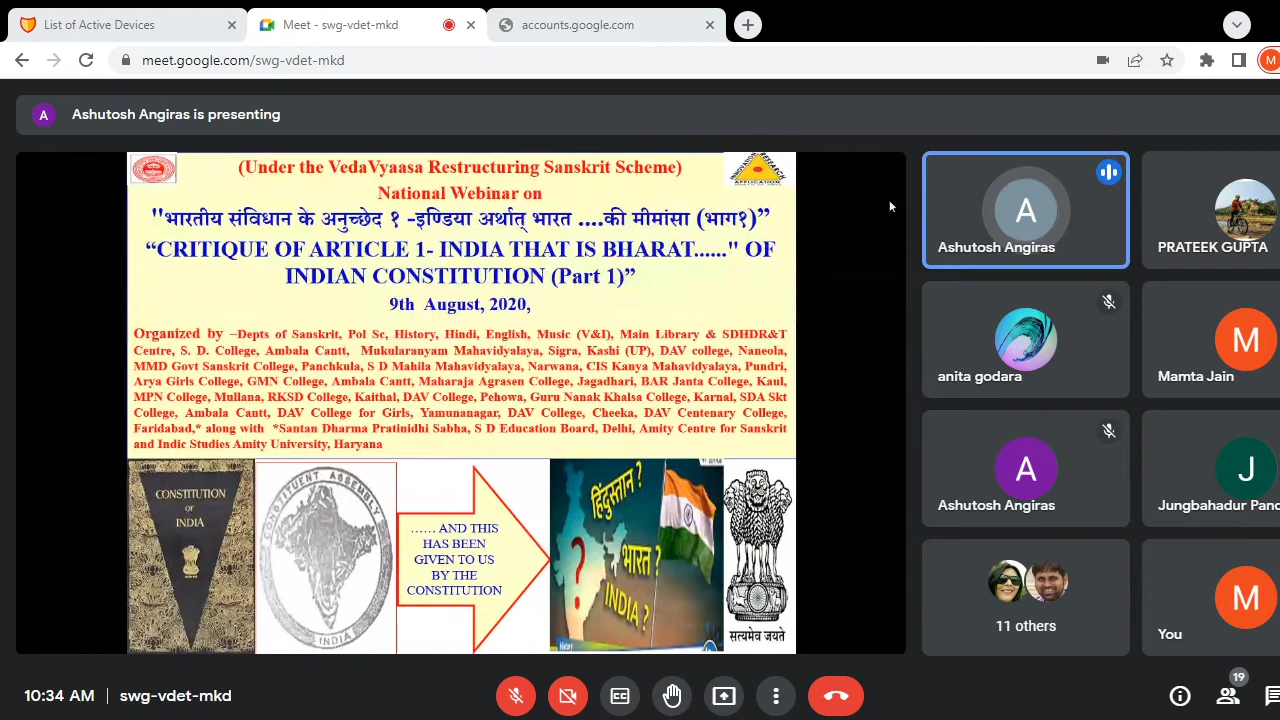 List of Active Devices
Meet - swg-vdet-mkd
accounts.google.com
meet.google.com/swg-vdet-mkd
M
A
Ashutosh Angiras is presenting
(Under the VedaVyaasa Restructuring Sanskrit Scheme)
National Webinar on
"भारतीय संविधान के अनुच्छेद १ -इण्डिया अर्थात् भारत ....की मीमांसा (भाग१)”
“CRITIQUE OF ARTICLE 1- INDIA THAT IS BHARAT......" OF
INDIAN CONSTITUTION (Part 1)”
9th August, 2020,
Organized by –Depts of Sanskrit, Pol Sc, History, Hindi, English, Music (V&I), Main Library & SDHDR&T
Centre, S. D. College, Ambala Cantt, Mukularanyam Mahavidyalaya, Sigra, Kashi (UP), DAV college, Naneola,
MMD Govt Sanskrit College, Panchkula, S D Mahila Mahavidyalaya, Narwana, CIS Kanya Mahavidyalaya, Pundri,
Arya Girls College, GMN College, Ambala Cantt, Maharaja Agrasen College, Jagadhari, BAR Janta College, Kaul,
MPN College, Mullana, RKSD College, Kaithal, DAV College, Pehowa, Guru Nanak Khalsa College, Karnal, SDA Skt
College, Ambala Cantt, DAV College for Girls, Yamunanagar, DAV College, Cheeka, DAV Centenary College,
Faridabad,* along with *Santan Dharma Pratinidhi Sabha, S D Education Board, Delhi, Amity Centre for Sanskrit
and Indic Studies Amity University, Haryana
INNOVATION RESEARCH
APPLICATION
CONSTITUTION
OF
INDIA
CONSTITUENT ASSEMBLY
INDIA
...... AND THIS
HAS BEEN
GIVEN TO US
BY THE
CONSTITUTION
हिंदुस्तान ?
?
भारत ?
INDIA ?
सत्यमेव जयते
A
Ashutosh Angiras
PRATEEK GUPTA
anita godara
M
Mamta Jain
A
Ashutosh Angiras
J
Jungbahadur Pand
11 others
M
You
10:34 AM | swg-vdet-mkd
19